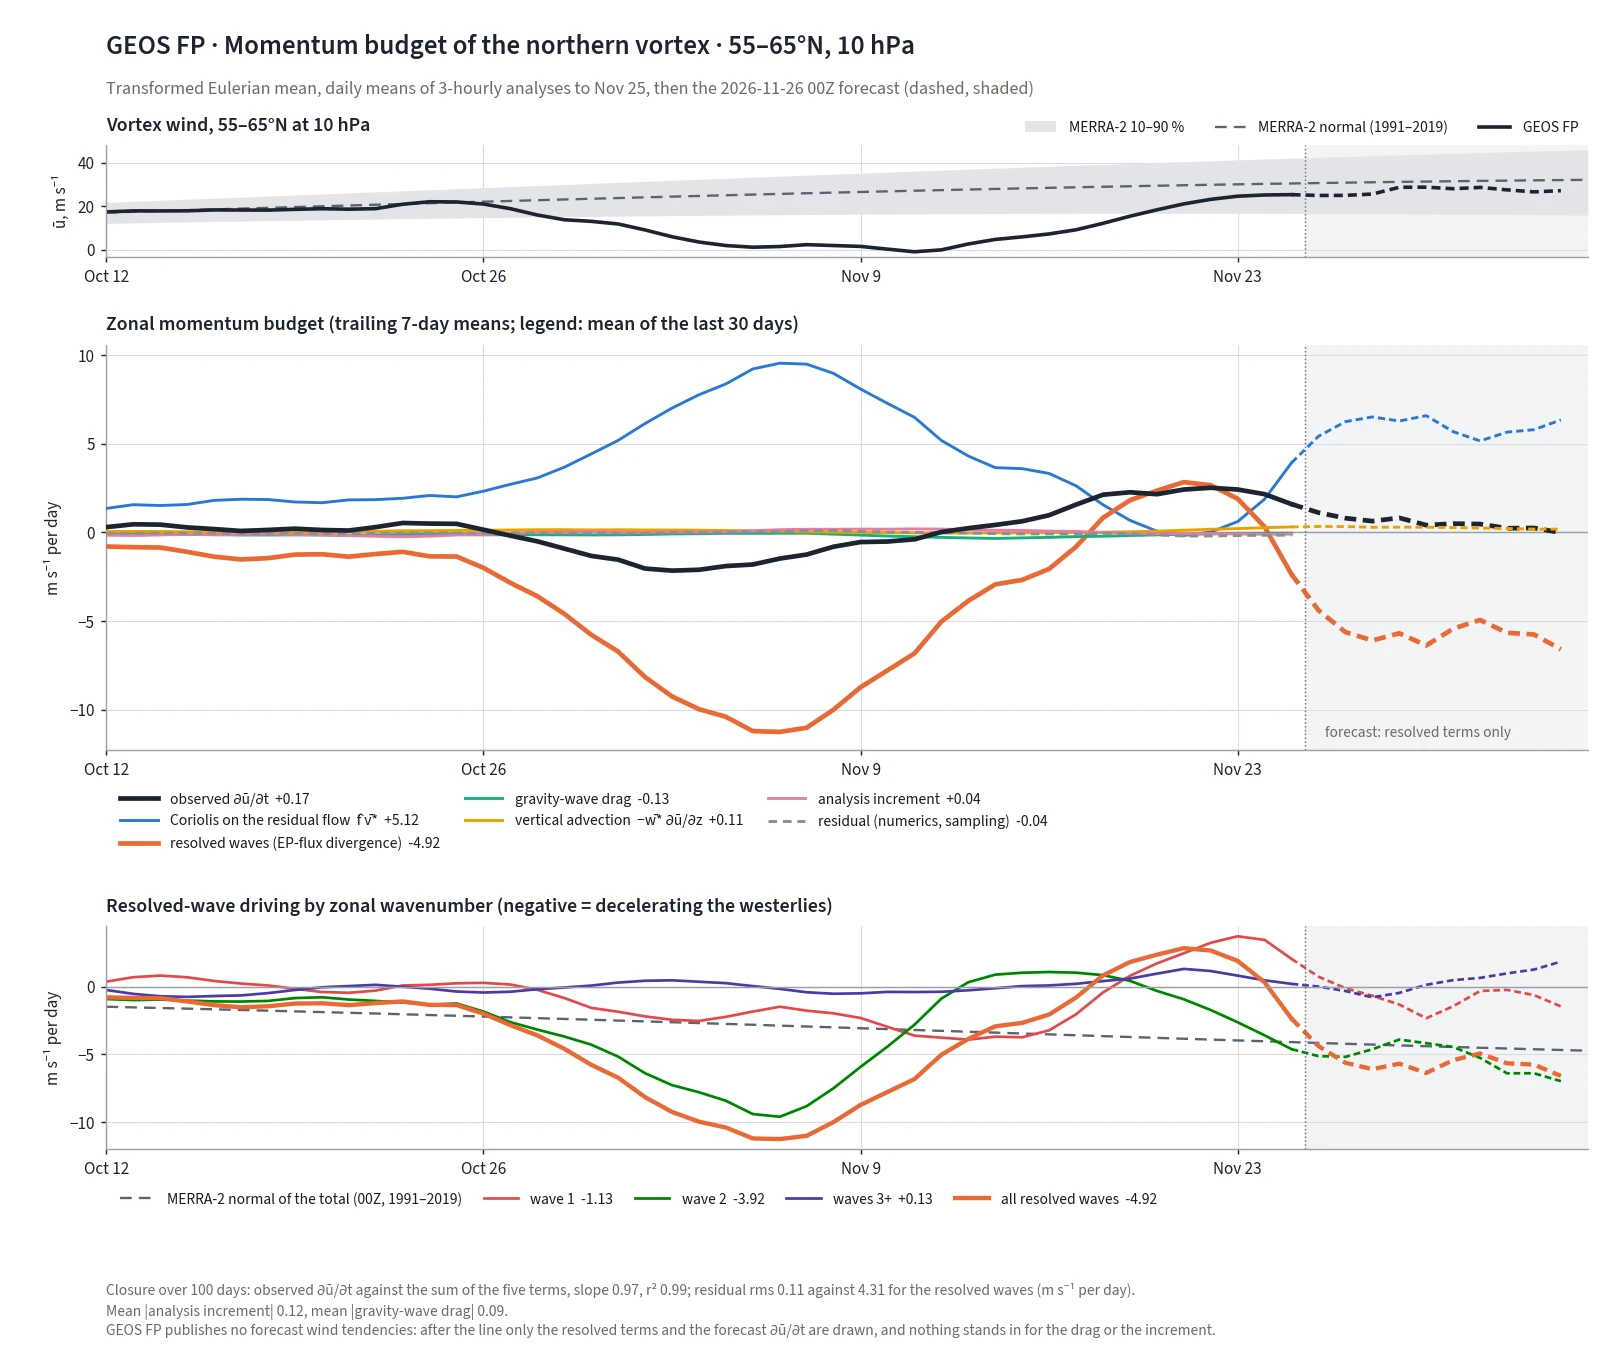 GEOS FP · Momentum budget of the northern vortex · 55–65°N, 10 hPa
Transformed Eulerian mean, daily means of 3-hourly analyses to Nov 25, then the 2026-11-26 00Z forecast (dashed, shaded)
Vortex wind, 55–65°N at 10 hPa
MERRA-2 10–90 %
MERRA-2 normal (1991–2019)
GEOS FP
ū, m s⁻¹
40
20
0
Oct 12
Oct 26
Nov 9
Nov 23
Zonal momentum budget (trailing 7-day means; legend: mean of the last 30 days)
m s⁻¹ per day
10
5
0
−5
−10
forecast: resolved terms only
Oct 12
Oct 26
Nov 9
Nov 23
observed ∂ū/∂t +0.17
gravity-wave drag -0.13
analysis increment +0.04
Coriolis on the residual flow f v̄* +5.12
vertical advection −w̄* ∂ū/∂z +0.11
residual (numerics, sampling) -0.04
resolved waves (EP-flux divergence) -4.92
Resolved-wave driving by zonal wavenumber (negative = decelerating the westerlies)
m s⁻¹ per day
0
−5
−10
Oct 12
Oct 26
Nov 9
Nov 23
MERRA-2 normal of the total (00Z, 1991–2019)
wave 1 -1.13
wave 2 -3.92
waves 3+ +0.13
all resolved waves -4.92
Closure over 100 days: observed ∂ū/∂t against the sum of the five terms, slope 0.97, r² 0.99; residual rms 0.11 against 4.31 for the resolved waves (m s⁻¹ per day).
Mean |analysis increment| 0.12, mean |gravity-wave drag| 0.09.
GEOS FP publishes no forecast wind tendencies: after the line only the resolved terms and the forecast ∂ū/∂t are drawn, and nothing stands in for the drag or the increment.